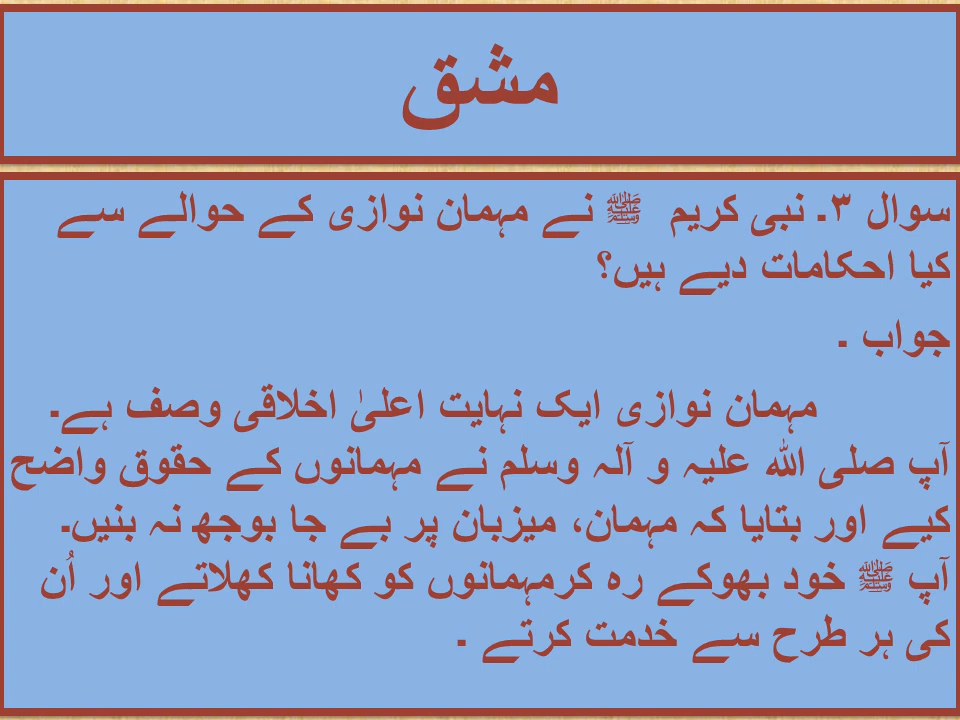 مشق
سوال ۳۔ نبی کریم ﷺ نے مہمان نوازی کے حوالے سے
کیا احکامات دیے ہیں؟
جواب ۔
مہمان نوازی ایک نہایت اعلیٰ اخلاقی وصف ہے۔
آپ صلی اللہ علیہ و آلہ وسلم نے مہمانوں کے حقوق واضح
کیے اور بتایا کہ مہمان، میزبان پر بے جا بوجھ نہ بنیں۔
آپ ﷺ خود بھوکے رہ کرمہمانوں کو کھانا کھلاتے اور اُن
کی ہر طرح سے خدمت کرتے ۔